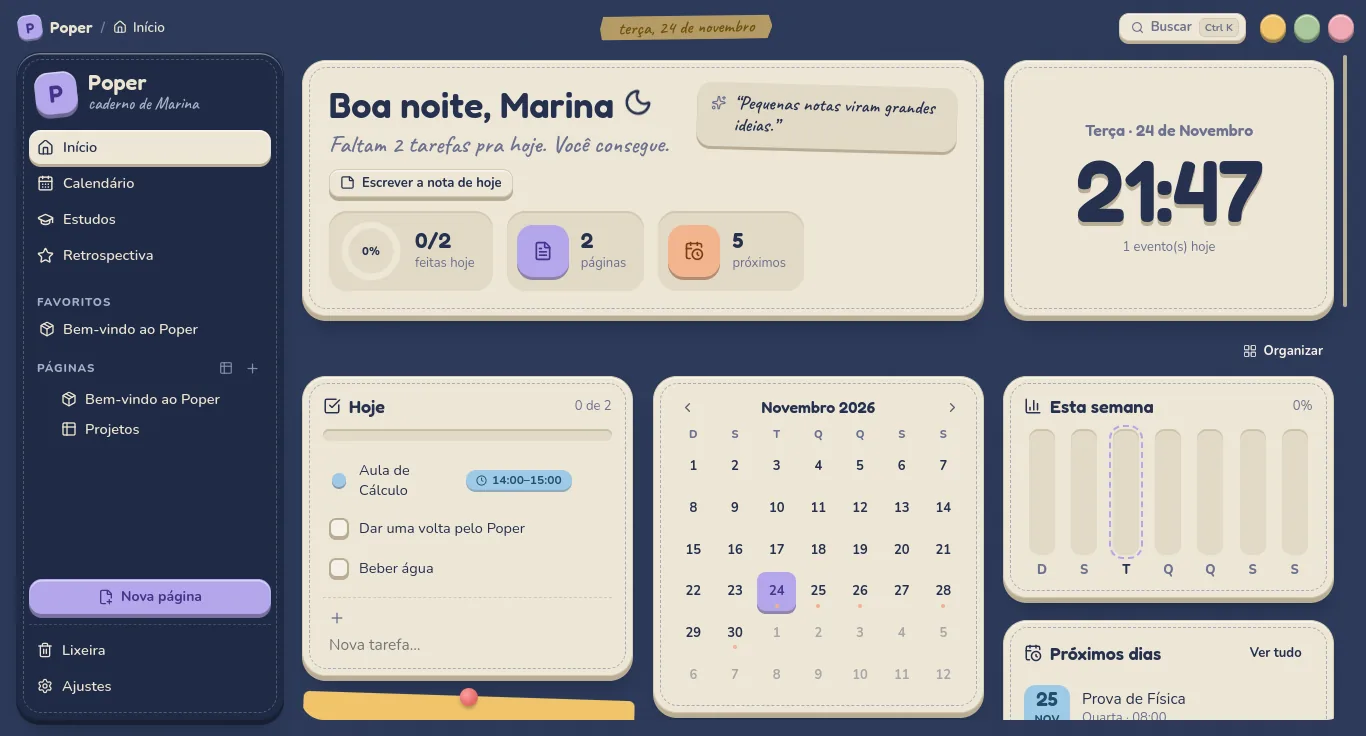 P Poper / Início
terça, 24 de novembro
Buscar Ctrl K
P Poper
caderno de Marina
Início
Calendário
Estudos
Retrospectiva
FAVORITOS
Bem-vindo ao Poper
PÁGINAS
Bem-vindo ao Poper
Projetos
Nova página
Lixeira
Ajustes
Boa noite, Marina
Faltam 2 tarefas pra hoje. Você consegue.
“Pequenas notas viram grandes
ideias.”
Escrever a nota de hoje
0%
0/2
feitas hoje
2
páginas
5
próximos
Terça · 24 de Novembro
21:47
1 evento(s) hoje
Organizar
Hoje
0 de 2
Aula de
Cálculo
14:00–15:00
Dar uma volta pelo Poper
Beber água
Nova tarefa...
Novembro 2026
D S T Q Q S S
1 2 3 4 5 6 7
8 9 10 11 12 13 14
15 16 17 18 19 20 21
22 23 24 25 26 27 28
29 30 1 2 3 4 5
6 7 8 9 10 11 12
Esta semana
0%
D S T Q Q S S
Próximos dias
Ver tudo
25
NOV
Prova de Física
Quarta · 08:00